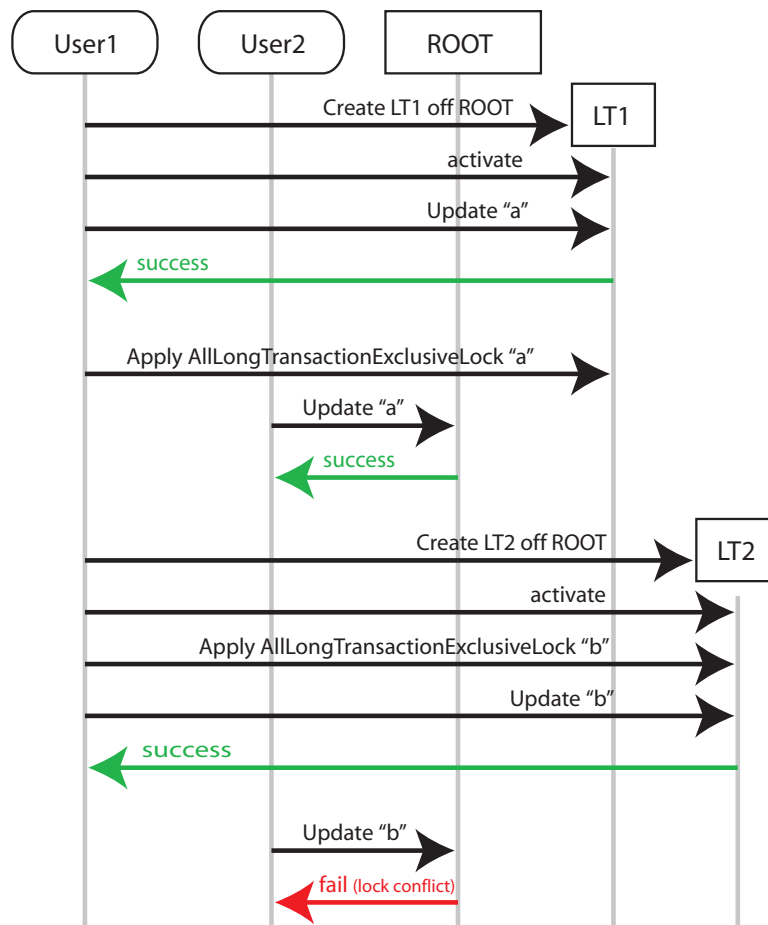 User1
User2
ROOT
Create LT1 off ROOT
LT1
activate
Update “a”
success
Apply AllLongTransactionExclusiveLock “a”
Update “a”
success
Create LT2 off ROOT
LT2
activate
Apply AllLongTransactionExclusiveLock “b”
Update “b”
success
Update “b”
fail (lock conflict)